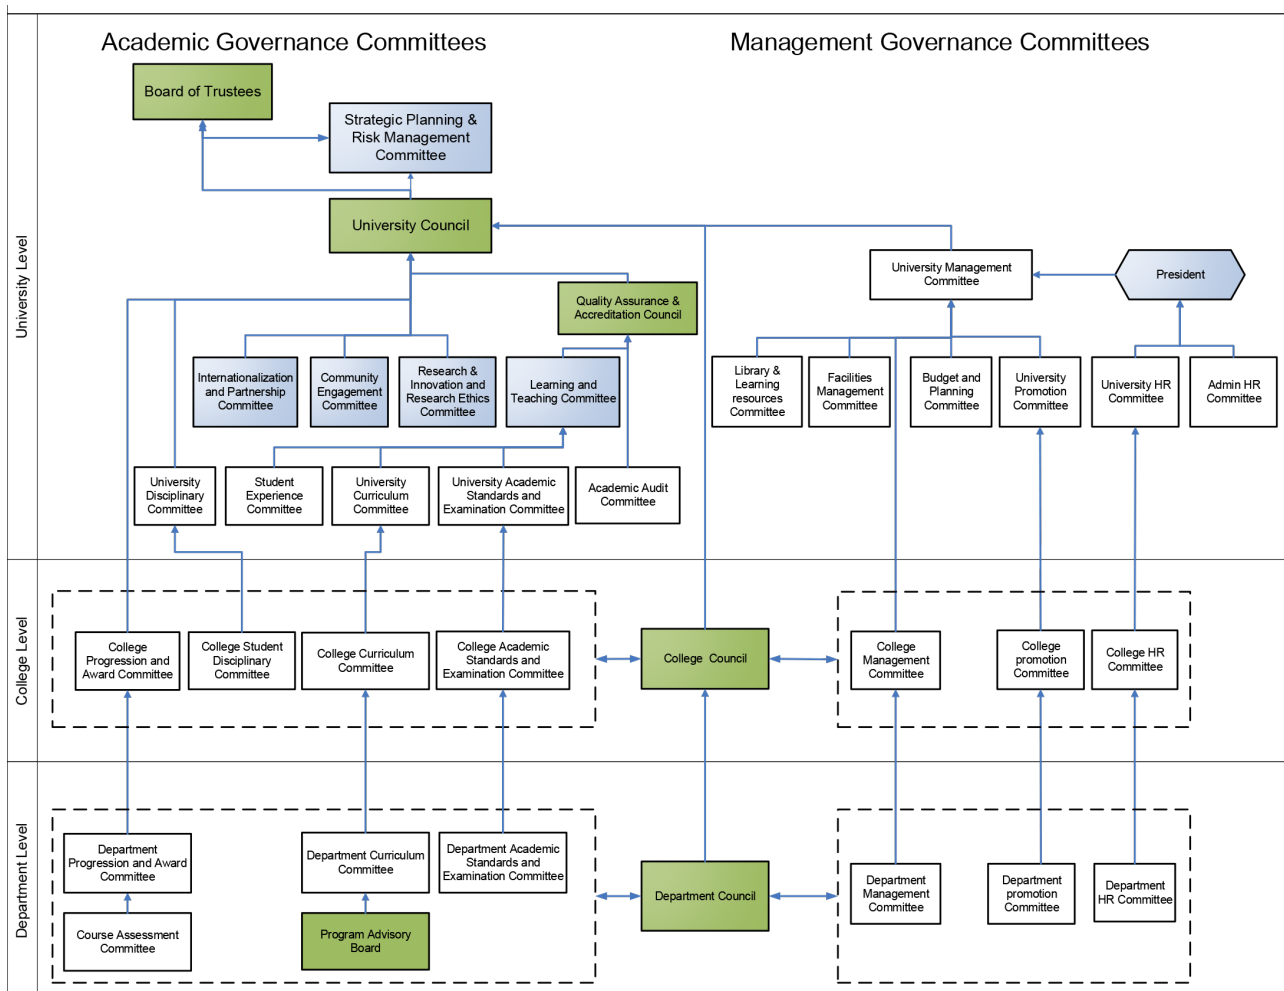 Academic Governance Committees
Management Governance Committees
University Level
Board of Trustees
Strategic Planning &
Risk Management
Committee
University Council
University Management
Committee
President
Quality Assurance &
Accreditation Council
Internationalization
and Partnership
Committee
Community
Engagement
Committee
Research &
Innovation and
Research Ethics
Committee
Learning and
Teaching Committee
Library &
Learning
resources
Committee
Facilities
Management
Committee
Budget and
Planning
Committee
University
Promotion
Committee
University HR
Committee
Admin HR
Committee
University
Disciplinary
Committee
Student
Experience
Committee
University
Curriculum
Committee
University Academic
Standards and
Examination Committee
Academic Audit
Committee
College Level
College
Progression and
Award Committee
College Student
Disciplinary
Committee
College Curriculum
Committee
College Academic
Standards and
Examination Committee
College Council
College
Management
Committee
College
promotion
Committee
College HR
Committee
Department Level
Department
Progression and Award
Committee
Department Curriculum
Committee
Department Academic
Standards and
Examination Committee
Department Council
Department
Management
Committee
Department
promotion
Committee
Department
HR Committee
Course Assessment
Committee
Program Advisory
Board